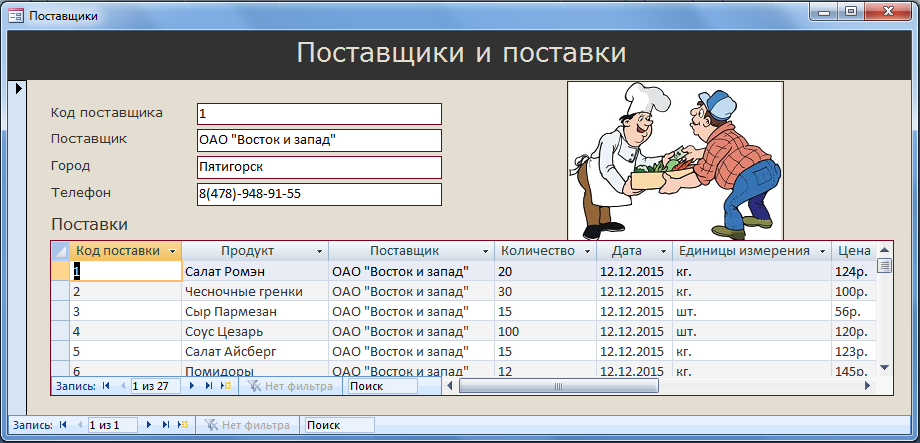 Поставщики
Поставщики и поставки
Код поставщика 1
Поставщик ОАО "Восток и запад"
Город Пятигорск
Телефон 8(478)-948-91-55
Поставки
Код поставки Продукт Поставщик Количество Дата Единицы измерения Цена
1 Салат Ромэн ОАО "Восток и запад" 20 12.12.2015 кг. 124р.
2 Чесночные гренки ОАО "Восток и запад" 30 12.12.2015 кг. 100р.
3 Сыр Пармезан ОАО "Восток и запад" 15 12.12.2015 шт. 56р.
4 Соус Цезарь ОАО "Восток и запад" 100 12.12.2015 шт. 120р.
5 Салат Айсберг ОАО "Восток и запад" 15 12.12.2015 кг. 123р.
6 Помидоры ОАО "Восток и запад" 12 12.12.2015 кг. 145р.
Запись: 1 из 27 Нет фильтра Поиск
Запись: 1 из 1 Нет фильтра Поиск